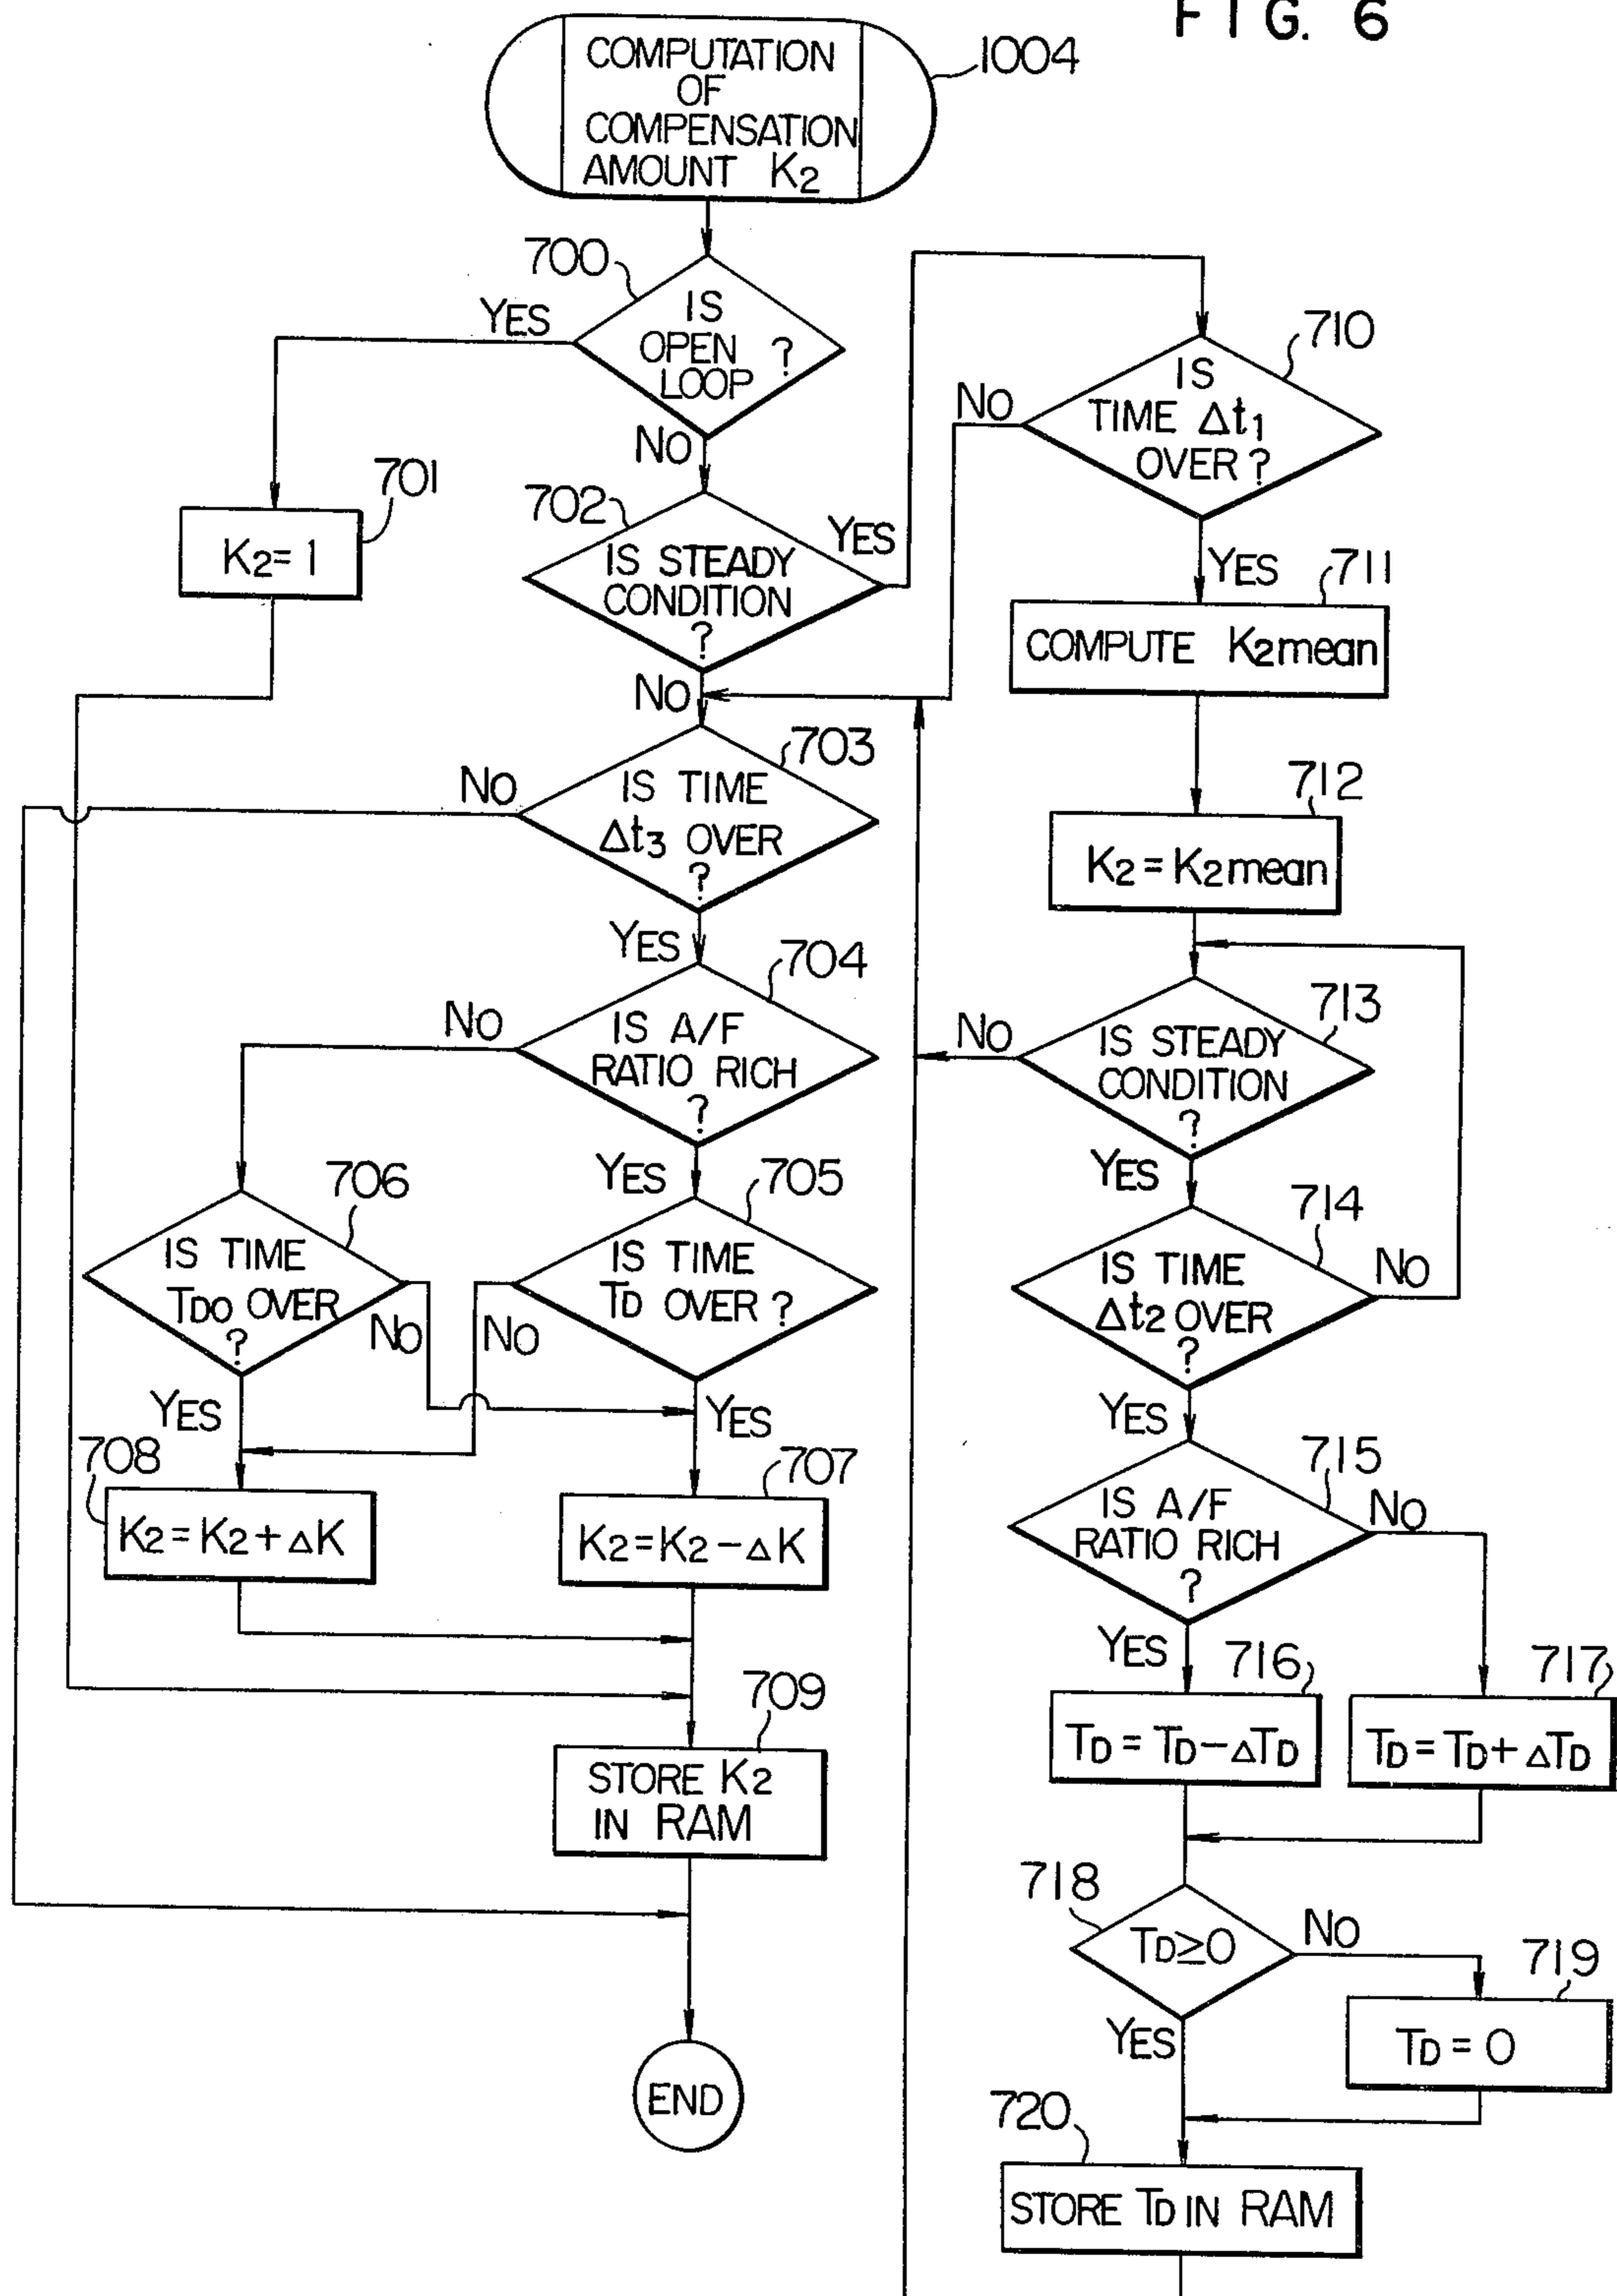 FIG. 6
COMPUTATION
OF
COMPENSATION
AMOUNT K2
1004
700
IS
OPEN
LOOP ?
YES
NO
701
K2= 1
702
IS STEADY
CONDITION
?
YES
NO
703
IS TIME
Δt3 OVER
?
NO
YES
704
IS A/F
RATIO RICH
?
NO
YES
705
IS TIME
TD OVER ?
NO
YES
706
IS TIME
TDO OVER
?
NO
YES
707
K2=K2-ΔK
708
K2=K2+ΔK
709
STORE K2
IN RAM
END
710
IS
TIME Δt1
OVER ?
NO
YES
711
COMPUTE K2mean
712
K2=K2mean
713
IS STEADY
CONDITION
?
NO
YES
714
IS TIME
Δt2 OVER
?
NO
YES
715
IS A/F
RATIO RICH
?
NO
YES
716
TD=TD-ΔTD
717
TD=TD+ΔTD
718
TD≥0
NO
YES
719
TD=0
720
STORE TD IN RAM